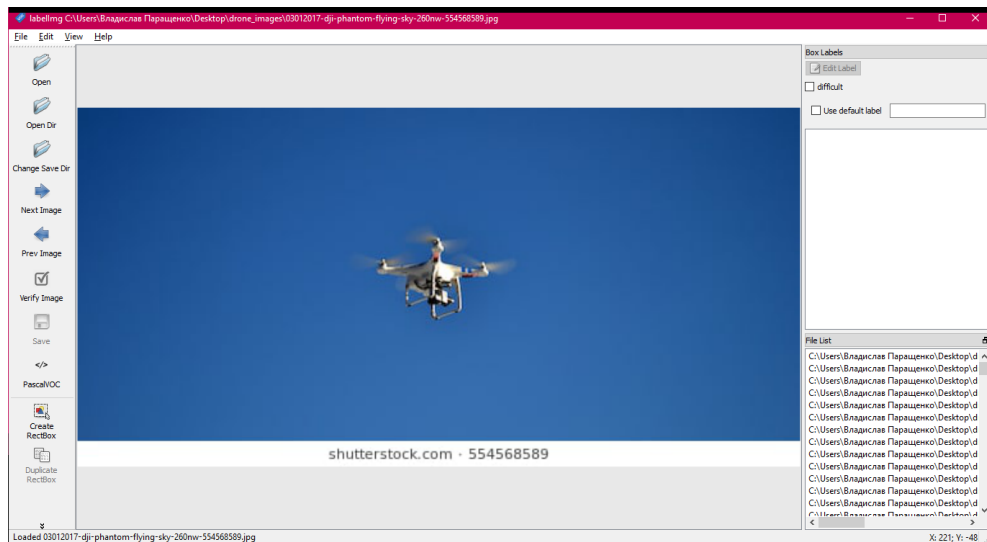 labelImg C:\Users\Владислав Паращенко\Desktop\drone_images\03012017-dji-phantom-flying-sky-260nw-554568589.jpg
File Edit View Help
Open
Open Dir
Change Save Dir
Next Image
Prev Image
Verify Image
Save
</>
PascalVOC
Create
RectBox
Duplicate
RectBox
shutterstock.com · 554568589
Box Labels
Edit Label
difficult
Use default label
File List
C:\Users\Владислав Паращенко\Desktop\d
C:\Users\Владислав Паращенко\Desktop\d
C:\Users\Владислав Паращенко\Desktop\d
C:\Users\Владислав Паращенко\Desktop\d
C:\Users\Владислав Паращенко\Desktop\d
C:\Users\Владислав Паращенко\Desktop\d
C:\Users\Владислав Паращенко\Desktop\d
C:\Users\Владислав Паращенко\Desktop\d
C:\Users\Владислав Паращенко\Desktop\d
C:\Users\Владислав Паращенко\Desktop\d
C:\Users\Владислав Паращенко\Desktop\d
C:\Users\Владислав Паращенко\Desktop\d
C:\Users\Владислав Паращенко\Desktop\d
C:\Users\Владислав Паращенко\Desktop\d
Loaded 03012017-dji-phantom-flying-sky-260nw-554568589.jpg
X: 221; Y: -48